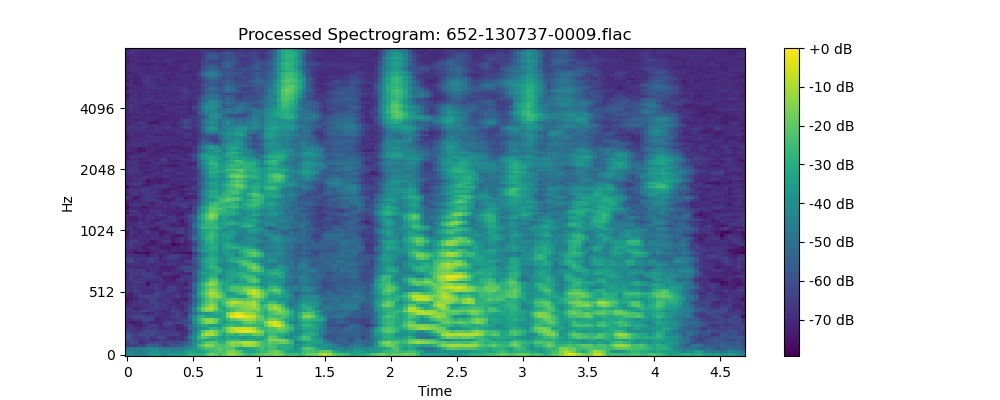 Processed Spectrogram: 652-130737-0009.flac
Hz
4096
2048
1024
512
0
0 0.5 1 1.5 2 2.5 3 3.5 4 4.5
Time
+0 dB
-10 dB
-20 dB
-30 dB
-40 dB
-50 dB
-60 dB
-70 dB